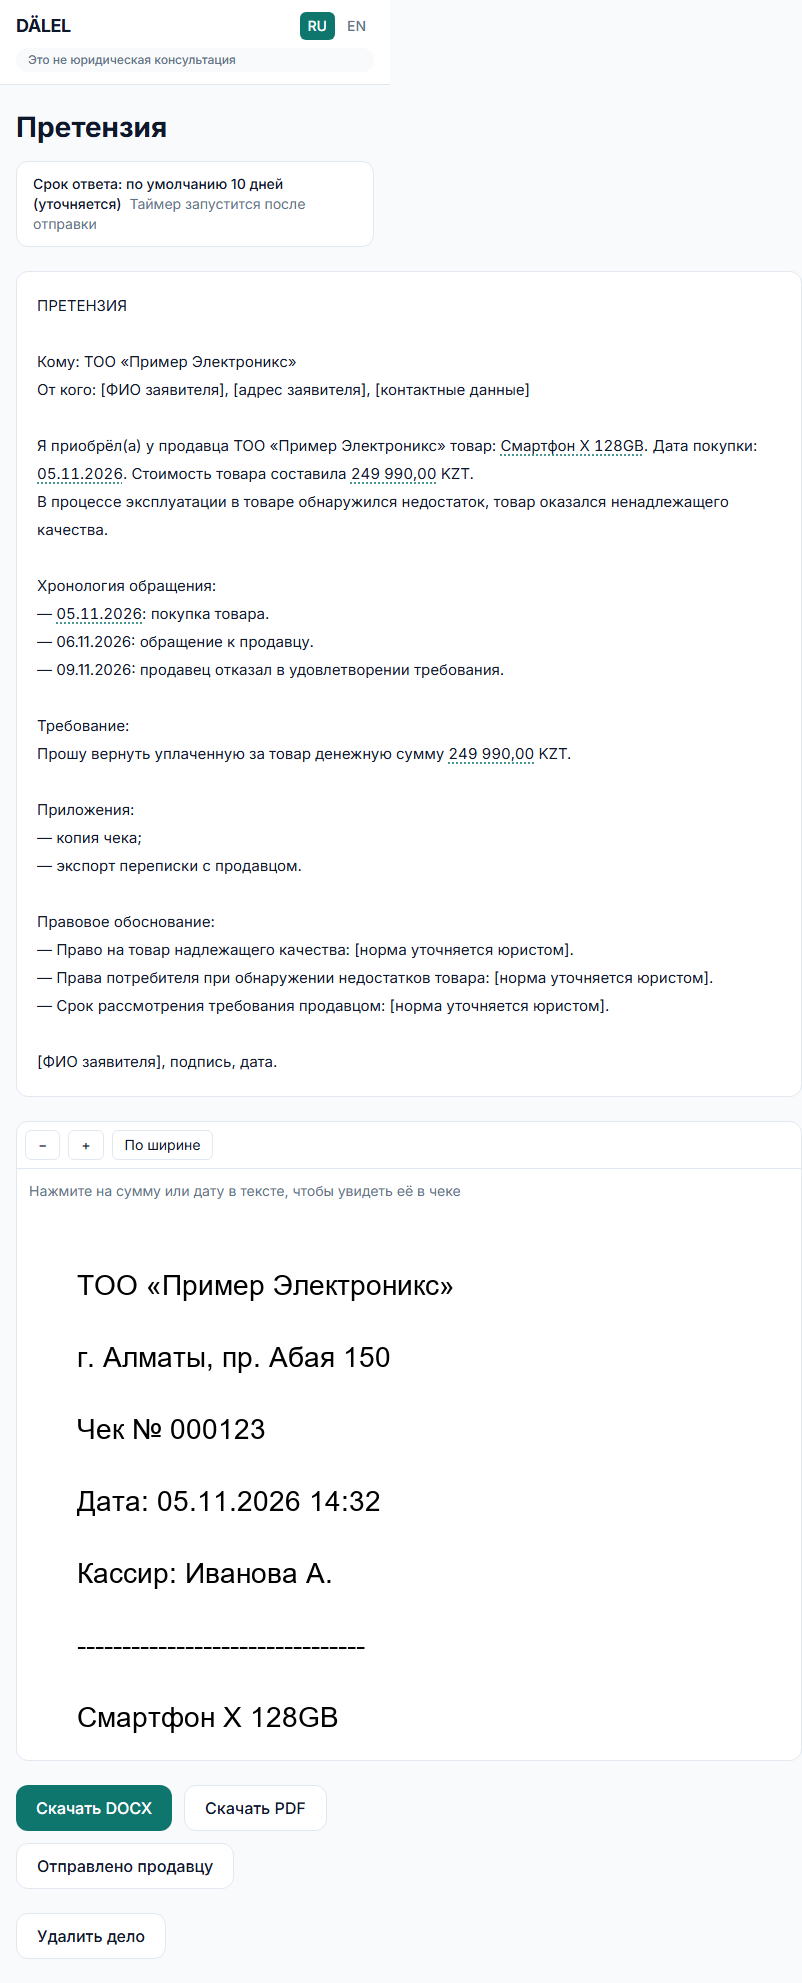 DÄLEL
RU EN
Это не юридическая консультация
Претензия
Срок ответа: по умолчанию 10 дней
(уточняется) Таймер запустится после
отправки
ПРЕТЕНЗИЯ
Кому: ТОО «Пример Электроникс»
От кого: [ФИО заявителя], [адрес заявителя], [контактные данные]
Я приобрёл(а) у продавца ТОО «Пример Электроникс» товар: Смартфон X 128GB. Дата покупки:
05.11.2026. Стоимость товара составила 249 990,00 KZT.
В процессе эксплуатации в товаре обнаружился недостаток, товар оказался ненадлежащего
качества.
Хронология обращения:
— 05.11.2026: покупка товара.
— 06.11.2026: обращение к продавцу.
— 09.11.2026: продавец отказал в удовлетворении требования.
Требование:
Прошу вернуть уплаченную за товар денежную сумму 249 990,00 KZT.
Приложения:
— копия чека;
— экспорт переписки с продавцом.
Правовое обоснование:
— Право на товар надлежащего качества: [норма уточняется юристом].
— Права потребителя при обнаружении недостатков товара: [норма уточняется юристом].
— Срок рассмотрения требования продавцом: [норма уточняется юристом].
[ФИО заявителя], подпись, дата.
− + По ширине
Нажмите на сумму или дату в тексте, чтобы увидеть её в чеке
ТОО «Пример Электроникс»
г. Алматы, пр. Абая 150
Чек № 000123
Дата: 05.11.2026 14:32
Кассир: Иванова А.
--------------------------------
Смартфон X 128GB
Скачать DOCX Скачать PDF
Отправлено продавцу
Удалить дело